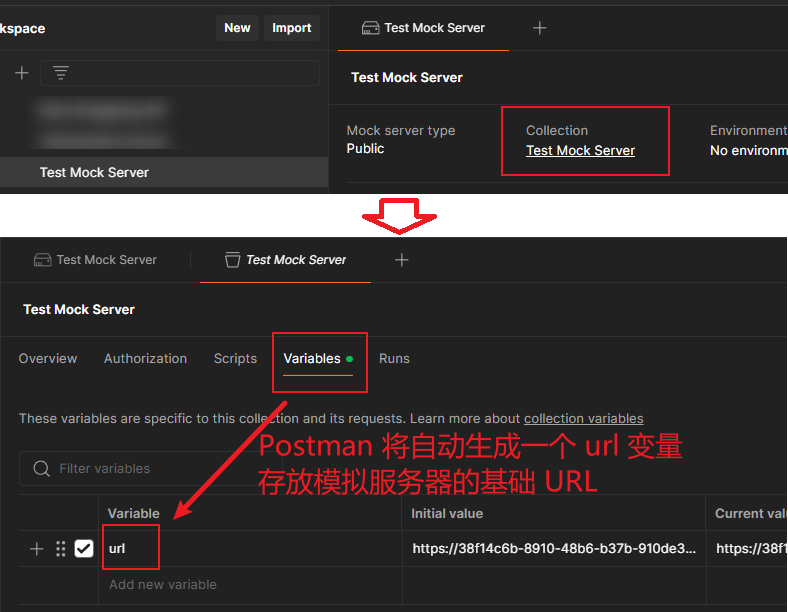 kspace
New
Import
Test Mock Server
Test Mock Server
Test Mock Server
Mock server type
Public
Collection
Test Mock Server
Environment
No environm
Test Mock Server
Test Mock Server
Test Mock Server
Overview
Authorization
Scripts
Variables
Runs
These variables are specific to this collection and its requests. Learn more about collection variables
Postman 将自动生成一个 url 变量
存放模拟服务器的基础 URL
Filter variables
Variable
Initial value
Current val
url
https://38f14c6b-8910-48b6-b37b-910de3...
https://38f1
Add new variable